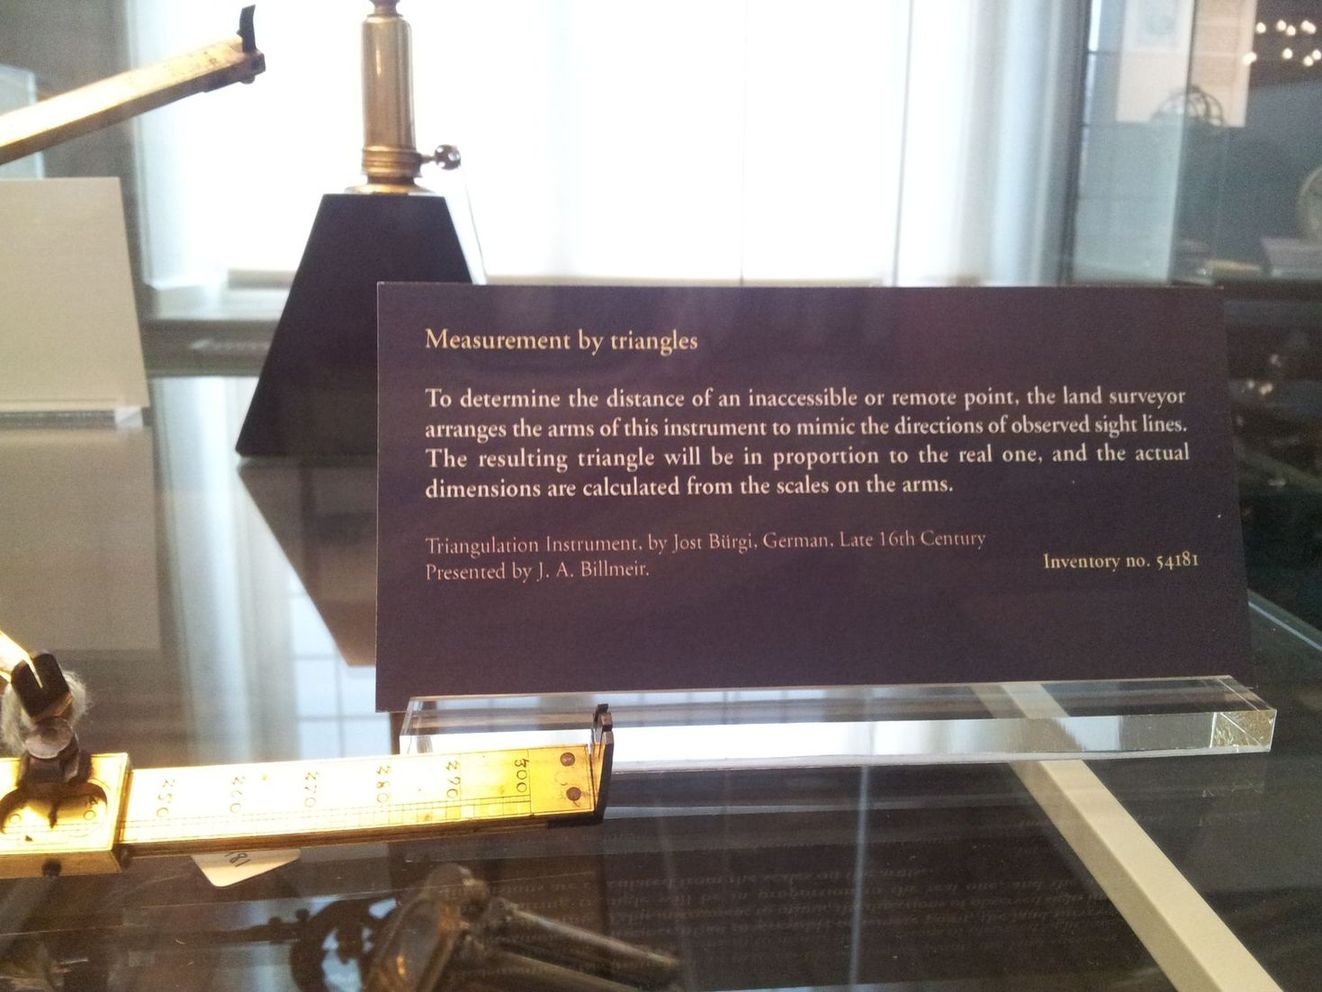 Measurement by triangles
To determine the distance of an inaccessible or remote point, the land surveyor
arranges the arms of this instrument to mimic the directions of observed sight lines.
The resulting triangle will be in proportion to the real one, and the actual
dimensions are calculated from the scales on the arms.
Triangulation Instrument, by Jost Bürgi, German, Late 16th Century
Presented by J. A. Billmeir.
Inventory no. 54181
250 260 270 280 290 300
181